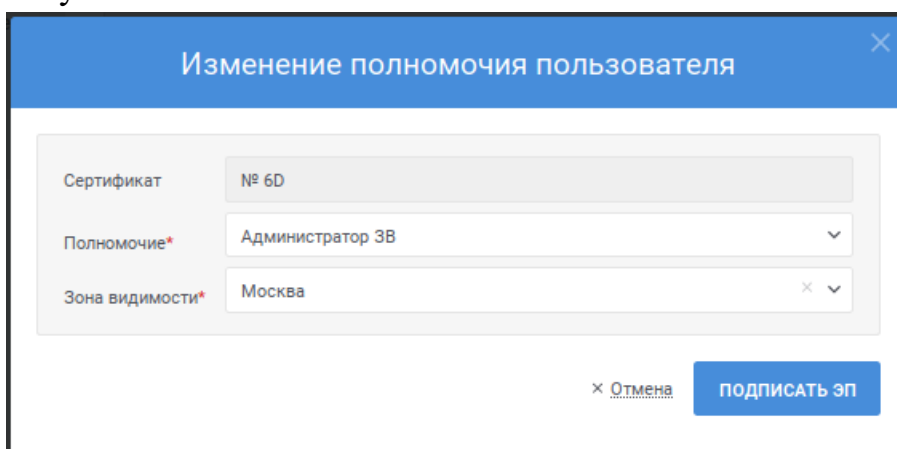 Изменение полномочия пользователя
Сертификат № 6D
Полномочие* Администратор ЗВ
Зона видимости* Москва
× Отмена ПОДПИСАТЬ ЭП